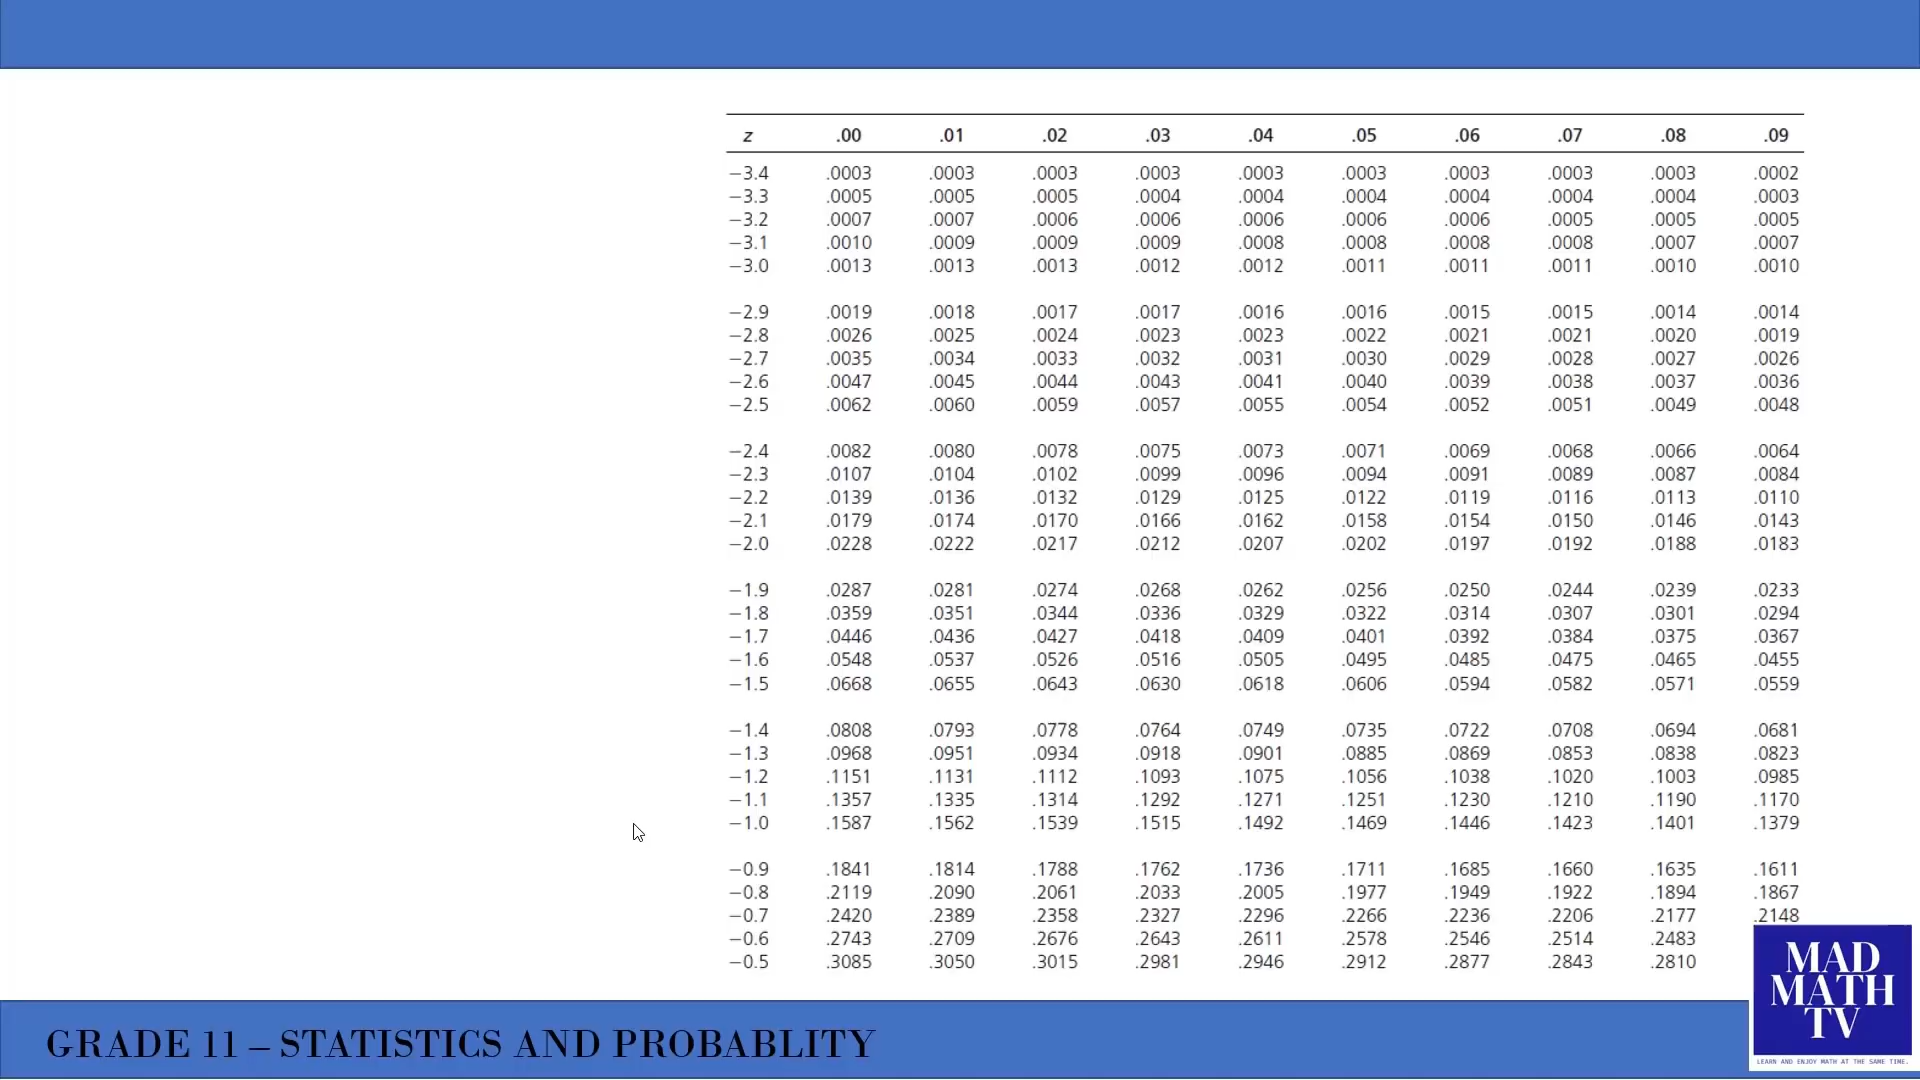 z .00 .01 .02 .03 .04 .05 .06 .07 .08 .09
−3.4 .0003 .0003 .0003 .0003 .0003 .0003 .0003 .0003 .0003 .0002
−3.3 .0005 .0005 .0005 .0004 .0004 .0004 .0004 .0004 .0004 .0003
−3.2 .0007 .0007 .0006 .0006 .0006 .0006 .0006 .0005 .0005 .0005
−3.1 .0010 .0009 .0009 .0009 .0008 .0008 .0008 .0008 .0007 .0007
−3.0 .0013 .0013 .0013 .0012 .0012 .0011 .0011 .0011 .0010 .0010
−2.9 .0019 .0018 .0017 .0017 .0016 .0016 .0015 .0015 .0014 .0014
−2.8 .0026 .0025 .0024 .0023 .0023 .0022 .0021 .0021 .0020 .0019
−2.7 .0035 .0034 .0033 .0032 .0031 .0030 .0029 .0028 .0027 .0026
−2.6 .0047 .0045 .0044 .0043 .0041 .0040 .0039 .0038 .0037 .0036
−2.5 .0062 .0060 .0059 .0057 .0055 .0054 .0052 .0051 .0049 .0048
−2.4 .0082 .0080 .0078 .0075 .0073 .0071 .0069 .0068 .0066 .0064
−2.3 .0107 .0104 .0102 .0099 .0096 .0094 .0091 .0089 .0087 .0084
−2.2 .0139 .0136 .0132 .0129 .0125 .0122 .0119 .0116 .0113 .0110
−2.1 .0179 .0174 .0170 .0166 .0162 .0158 .0154 .0150 .0146 .0143
−2.0 .0228 .0222 .0217 .0212 .0207 .0202 .0197 .0192 .0188 .0183
−1.9 .0287 .0281 .0274 .0268 .0262 .0256 .0250 .0244 .0239 .0233
−1.8 .0359 .0351 .0344 .0336 .0329 .0322 .0314 .0307 .0301 .0294
−1.7 .0446 .0436 .0427 .0418 .0409 .0401 .0392 .0384 .0375 .0367
−1.6 .0548 .0537 .0526 .0516 .0505 .0495 .0485 .0475 .0465 .0455
−1.5 .0668 .0655 .0643 .0630 .0618 .0606 .0594 .0582 .0571 .0559
−1.4 .0808 .0793 .0778 .0764 .0749 .0735 .0722 .0708 .0694 .0681
−1.3 .0968 .0951 .0934 .0918 .0901 .0885 .0869 .0853 .0838 .0823
−1.2 .1151 .1131 .1112 .1093 .1075 .1056 .1038 .1020 .1003 .0985
−1.1 .1357 .1335 .1314 .1292 .1271 .1251 .1230 .1210 .1190 .1170
−1.0 .1587 .1562 .1539 .1515 .1492 .1469 .1446 .1423 .1401 .1379
−0.9 .1841 .1814 .1788 .1762 .1736 .1711 .1685 .1660 .1635 .1611
−0.8 .2119 .2090 .2061 .2033 .2005 .1977 .1949 .1922 .1894 .1867
−0.7 .2420 .2389 .2358 .2327 .2296 .2266 .2236 .2206 .2177 .2148
−0.6 .2743 .2709 .2676 .2643 .2611 .2578 .2546 .2514 .2483
−0.5 .3085 .3050 .3015 .2981 .2946 .2912 .2877 .2843 .2810
GRADE 11 – STATISTICS AND PROBABLITY
MAD
MATH
TV
LEARN AND ENJOY MATH AT THE SAME TIME.